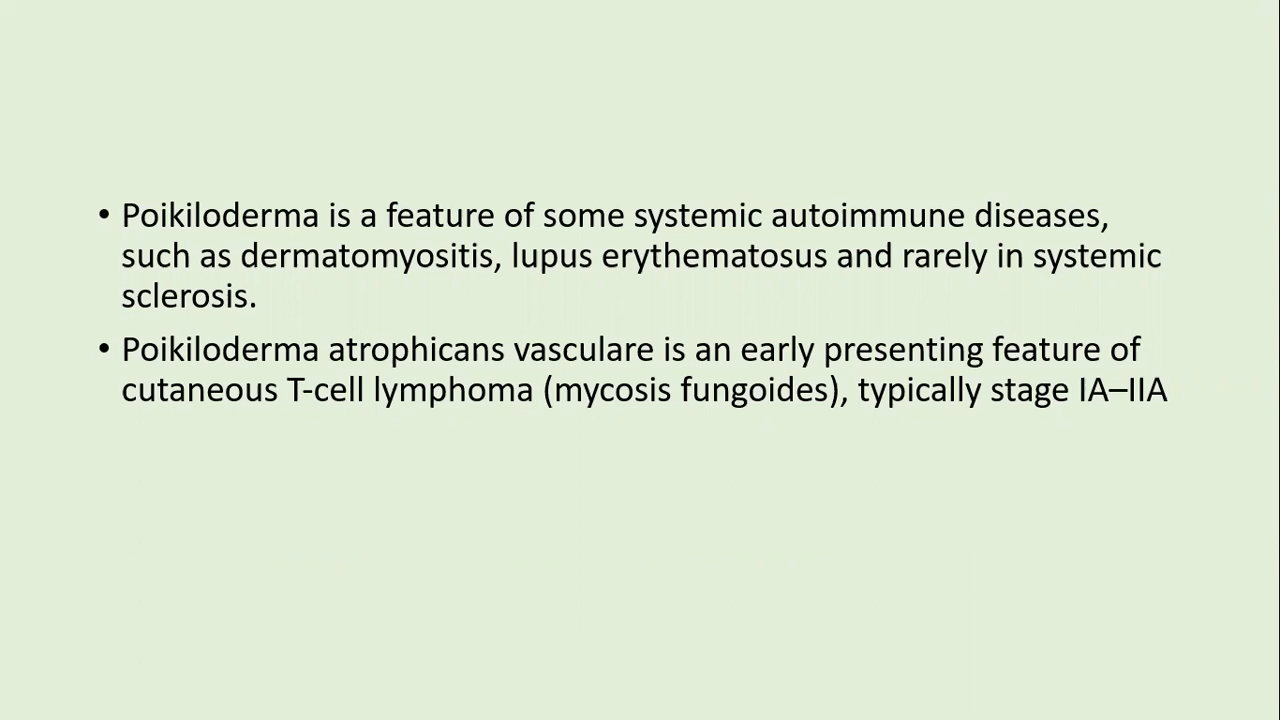 • Poikiloderma is a feature of some systemic autoimmune diseases,
such as dermatomyositis, lupus erythematosus and rarely in systemic
sclerosis.
• Poikiloderma atrophicans vasculare is an early presenting feature of
cutaneous T-cell lymphoma (mycosis fungoides), typically stage IA–IIA